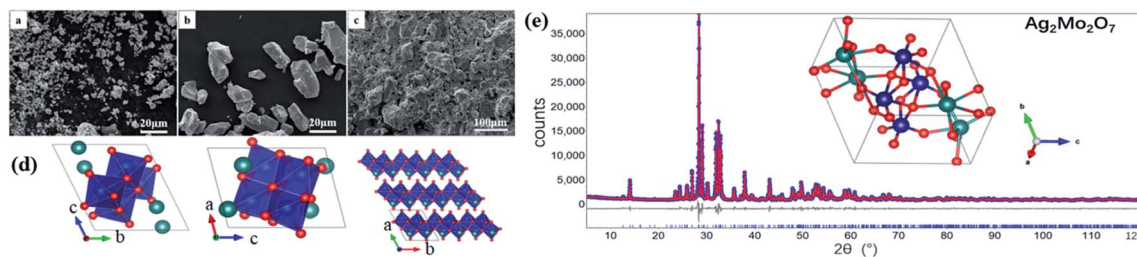 a
b
c
20μm
20μm
100μm
(d)
c
b
a
c
a
b
(e)
Ag2Mo2O7
counts
35,000
30,000
25,000
20,000
15,000
10,000
5,000
0
b
a
c
10 20 30 40 50 60 70 80 90 100 110 12
2θ (°)